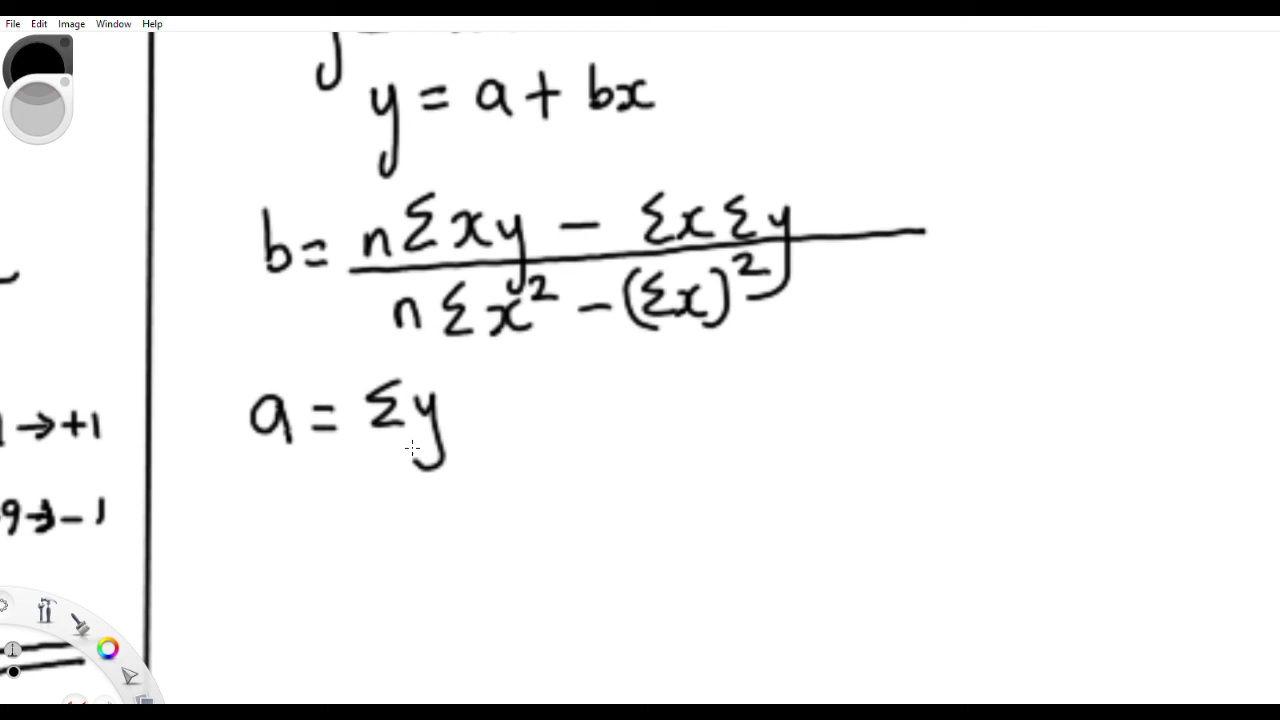 File Edit Image Window Help
y = a + bx
b = nΣxy - ΣxΣy
nΣx² - (Σx)²
a = Σy
→ +1
9 → -1